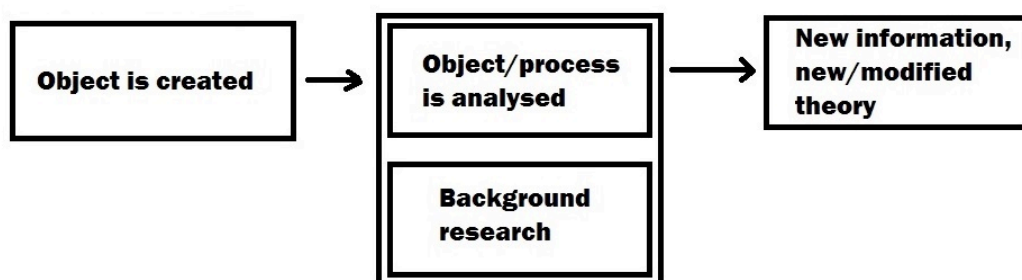 Object is created
Object/process
is analysed
Background
research
New information,
new/modified
theory